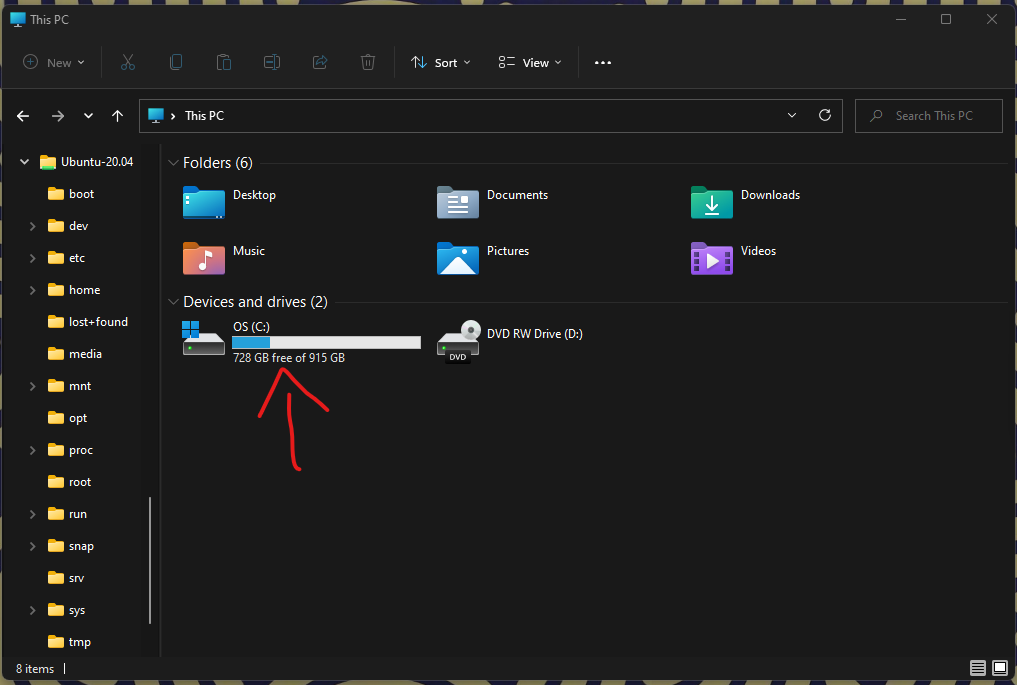 This PC
New
Sort
View
This PC
Search This PC
Ubuntu-20.04
boot
dev
etc
home
lost+found
media
mnt
opt
proc
root
run
snap
srv
sys
tmp
Folders (6)
Desktop
Documents
Downloads
Music
Pictures
Videos
Devices and drives (2)
OS (C:)
728 GB free of 915 GB
DVD RW Drive (D:)
DVD
8 items